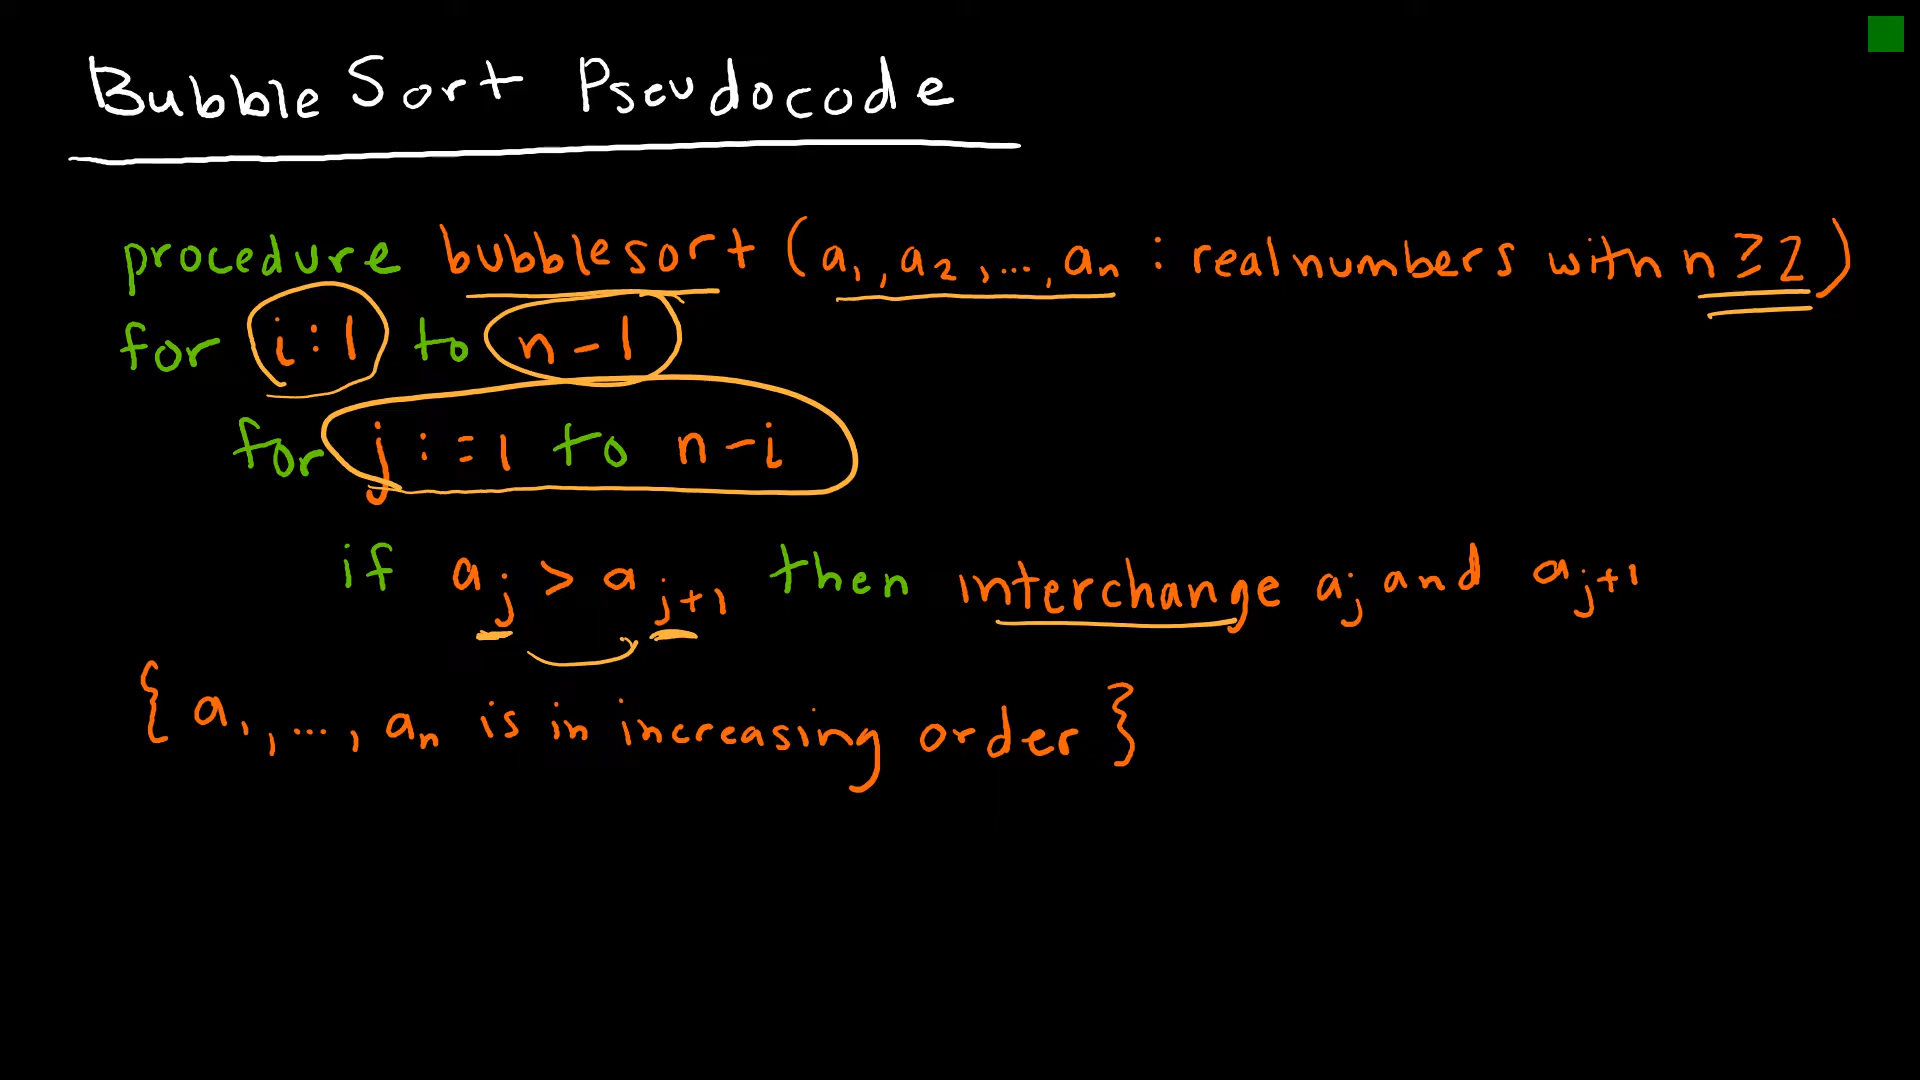 Bubble Sort Pseudocode
procedure bubblesort (a₁, a₂, ..., aₙ : real numbers with n ≥ 2)
for i : 1 to n - 1
for j := 1 to n - i
if aⱼ > aⱼ₊₁ then interchange aⱼ and aⱼ₊₁
{a₁, ..., aₙ is in increasing order}